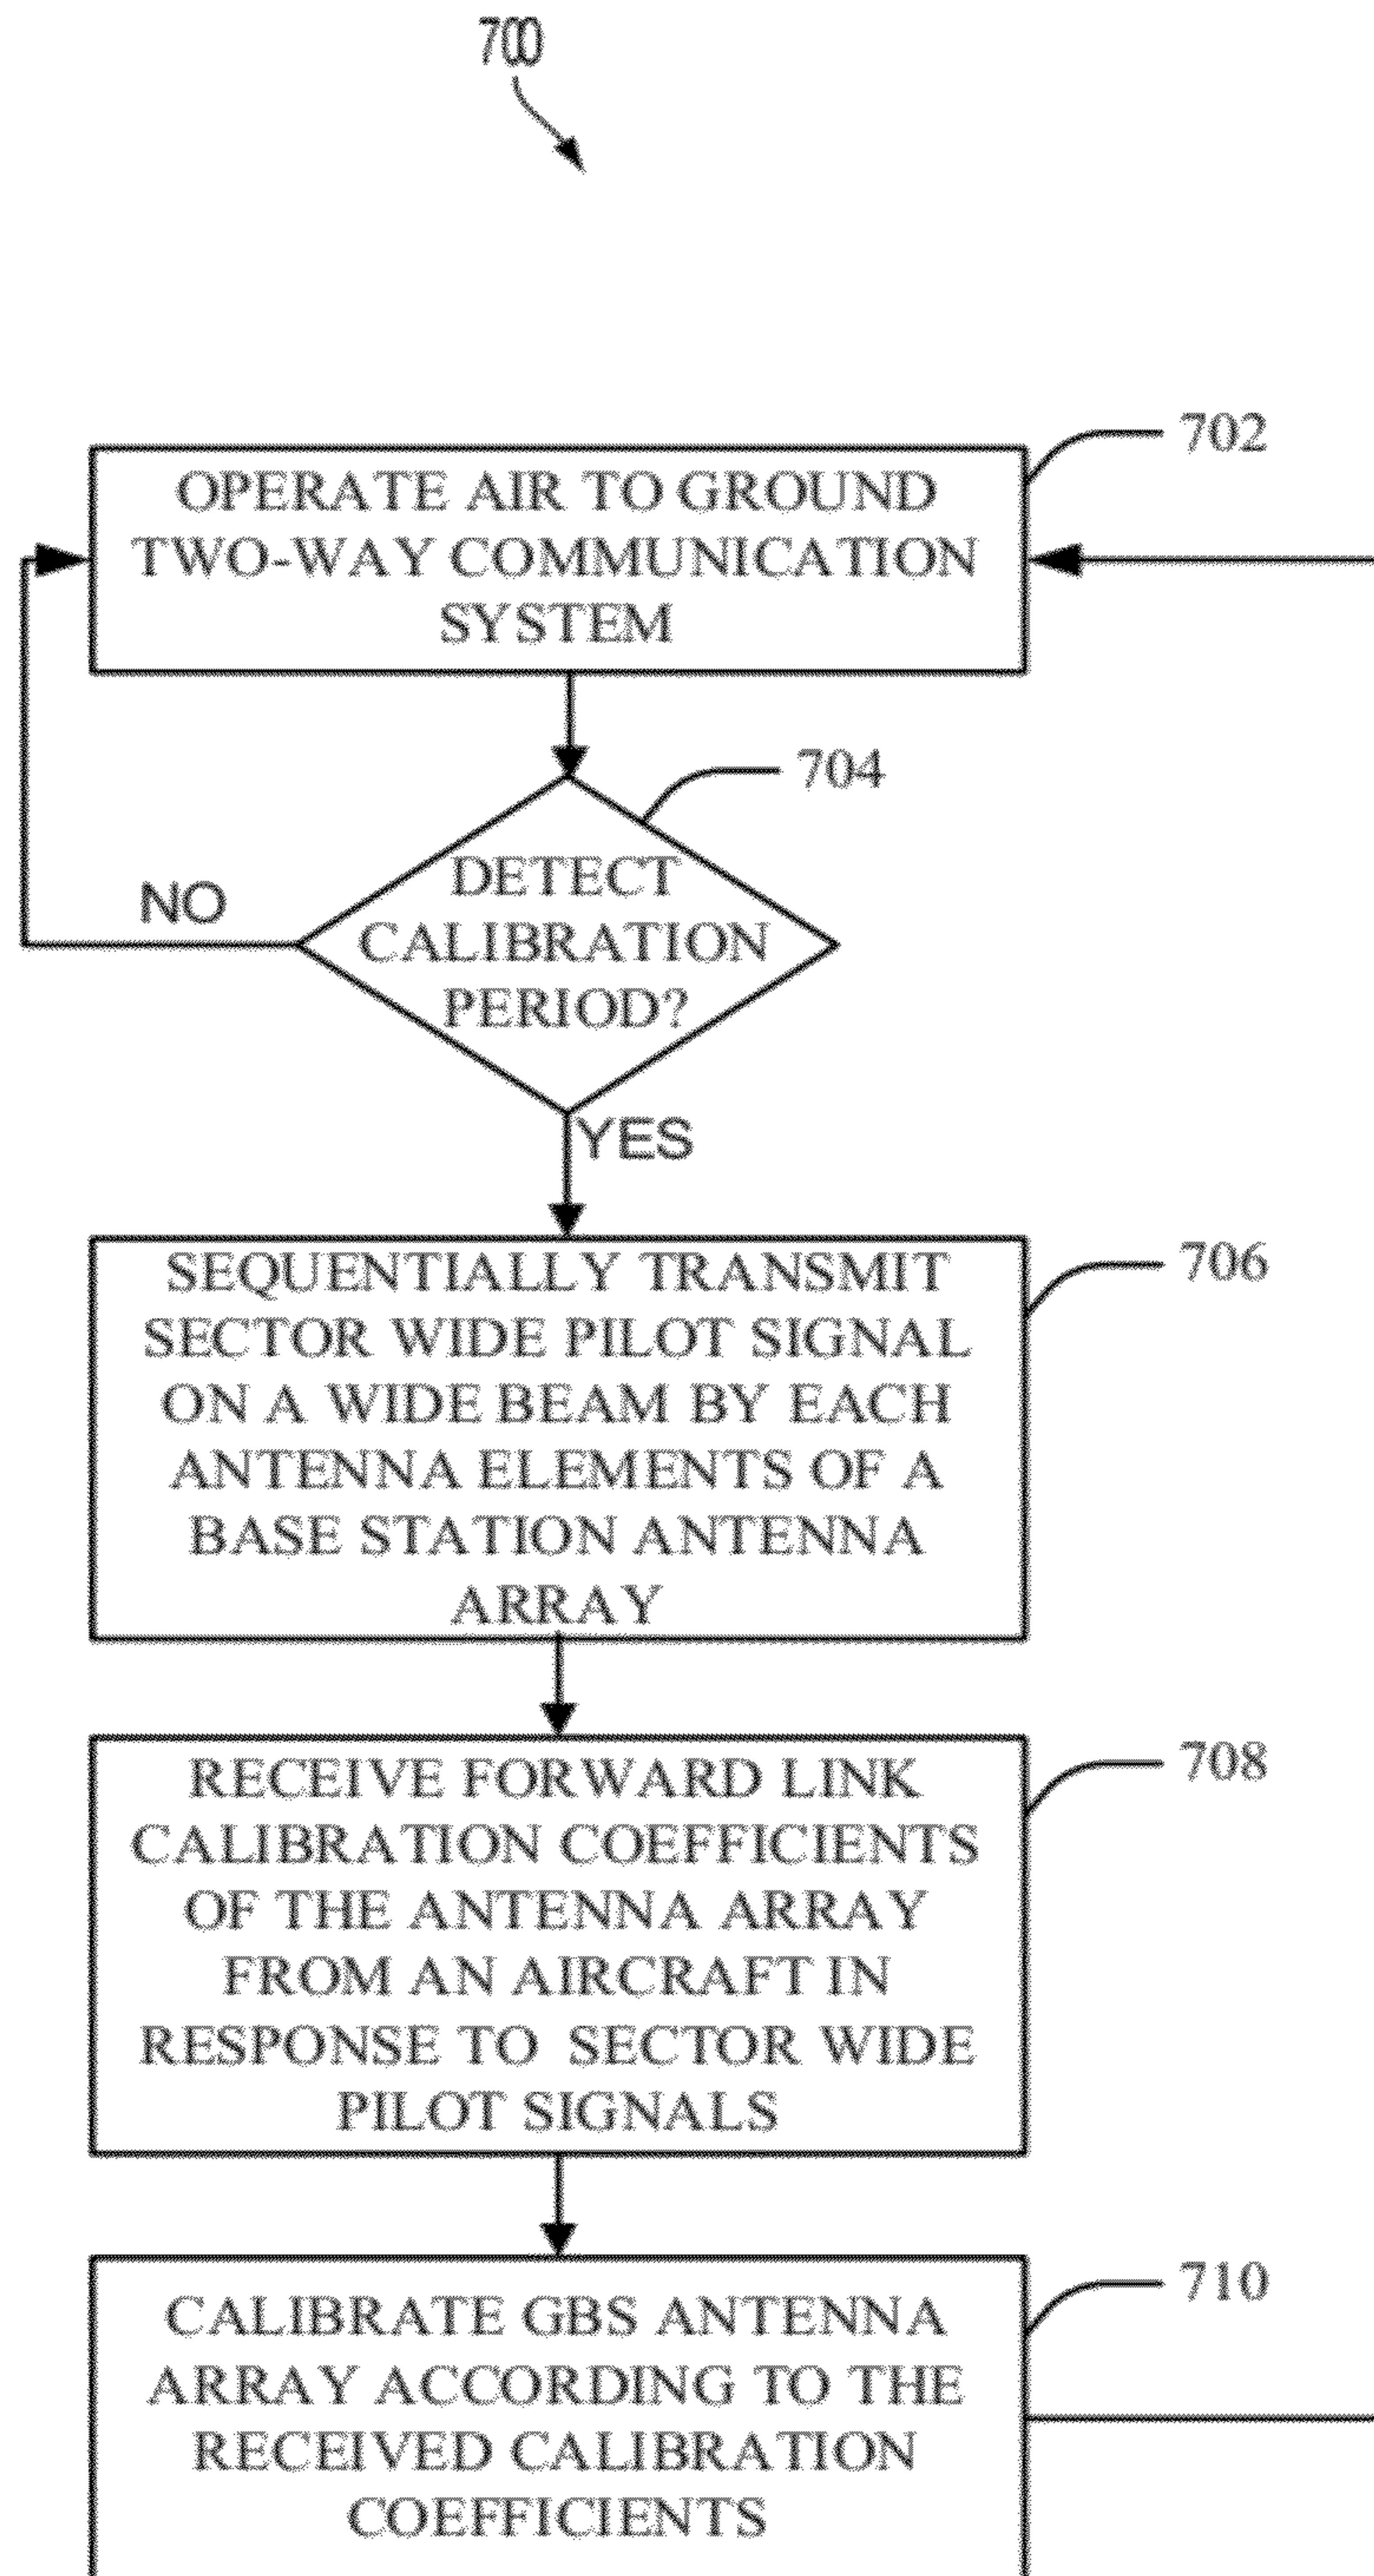 700
702
OPERATE AIR TO GROUND
TWO-WAY COMMUNICATION
SYSTEM
704
DETECT
CALIBRATION
PERIOD?
NO
YES
706
SEQUENTIALLY TRANSMIT
SECTOR WIDE PILOT SIGNAL
ON A WIDE BEAM BY EACH
ANTENNA ELEMENTS OF A
BASE STATION ANTENNA
ARRAY
708
RECEIVE FORWARD LINK
CALIBRATION COEFFICIENTS
OF THE ANTENNA ARRAY
FROM AN AIRCRAFT IN
RESPONSE TO SECTOR WIDE
PILOT SIGNALS
710
CALIBRATE GBS ANTENNA
ARRAY ACCORDING TO THE
RECEIVED CALIBRATION
COEFFICIENTS